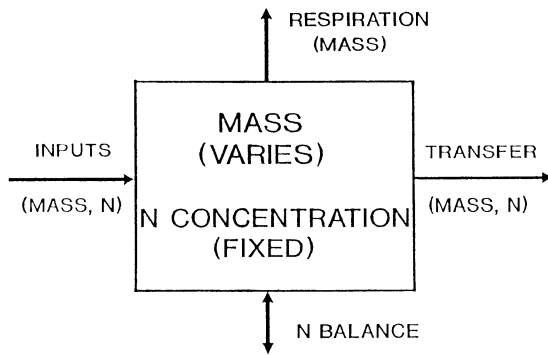 RESPIRATION
(MASS)
MASS
(VARIES)
INPUTS
(MASS, N)
TRANSFER
(MASS, N)
N CONCENTRATION
(FIXED)
N BALANCE